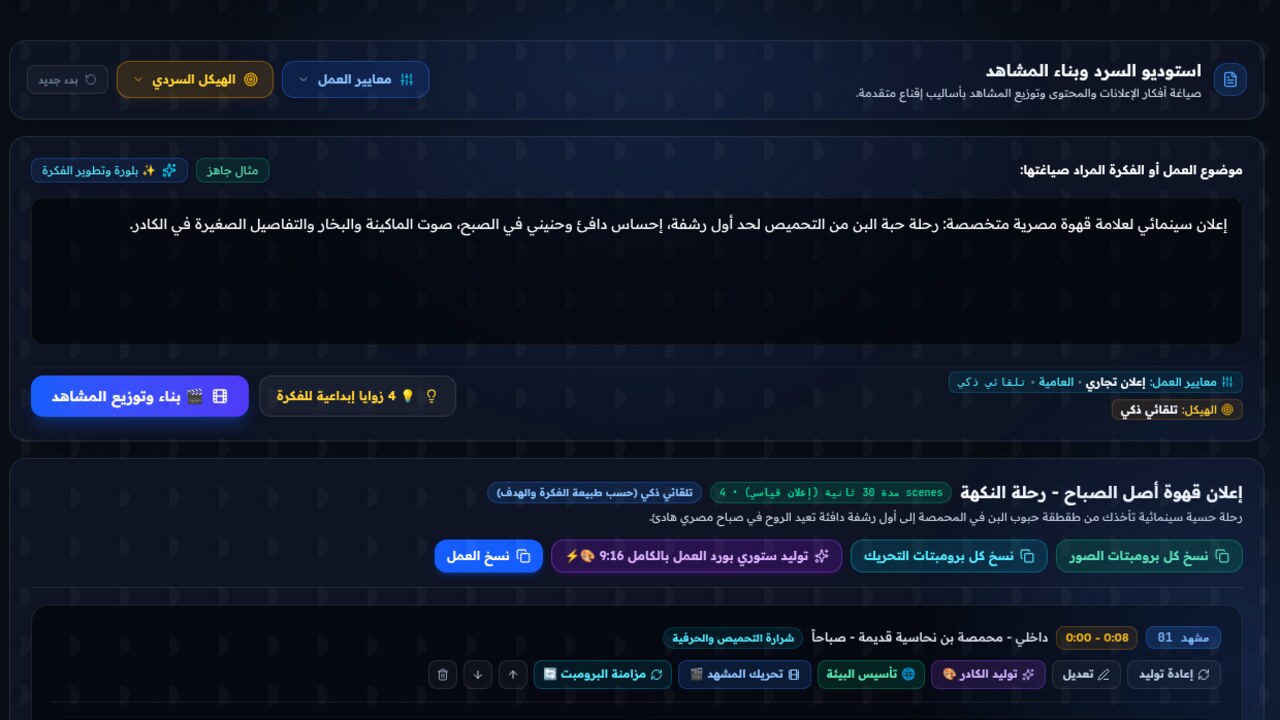 استوديو السرد وبناء المشاهد
صياغة أفكار الإعلانات والمحتوى وتوزيع المشاهد بأساليب إقناع متقدمة.
معايير العمل
الهيكل السردي
بدء جديد
موضوع العمل أو الفكرة المراد صياغتها:
مثال جاهز
✨ بلورة وتطوير الفكرة
إعلان سينمائي لعلامة قهوة مصرية متخصصة: رحلة حبة البن من التحميص لحد أول رشفة، إحساس دافئ وحنيني في الصبح، صوت الماكينة والبخار والتفاصيل الصغيرة في الكادر.
معايير العمل: إعلان تجاري • العامية • تلقائي ذكي
الهيكل: تلقائي ذكي
💡 4 زوايا إبداعية للفكرة
🎬 بناء وتوزيع المشاهد
إعلان قهوة أصل الصباح - رحلة النكهة
4 • مدة 30 ثانية (إعلان قياسي) scenes
تلقائي ذكي (حسب طبيعة الفكرة والهدف)
رحلة حسية سينمائية تأخذك من طقطقة حبوب البن في المحمصة إلى أول رشفة دافئة تعيد الروح في صباح مصري هادئ.
نسخ كل برومبتات الصور
نسخ كل برومبتات التحريك
توليد ستوري بورد العمل بالكامل 9:16 🎨⚡
نسخ العمل
مشهد 01
0:00 - 0:08
داخلي - محمصة بن نحاسية قديمة - صباحاً
شرارة التحميص والحرفية
إعادة توليد
تعديل
توليد الكادر 🎨
🌐 تأسيس البيئة
تحريك المشهد 🎬
مزامنة البرومبت 🔄